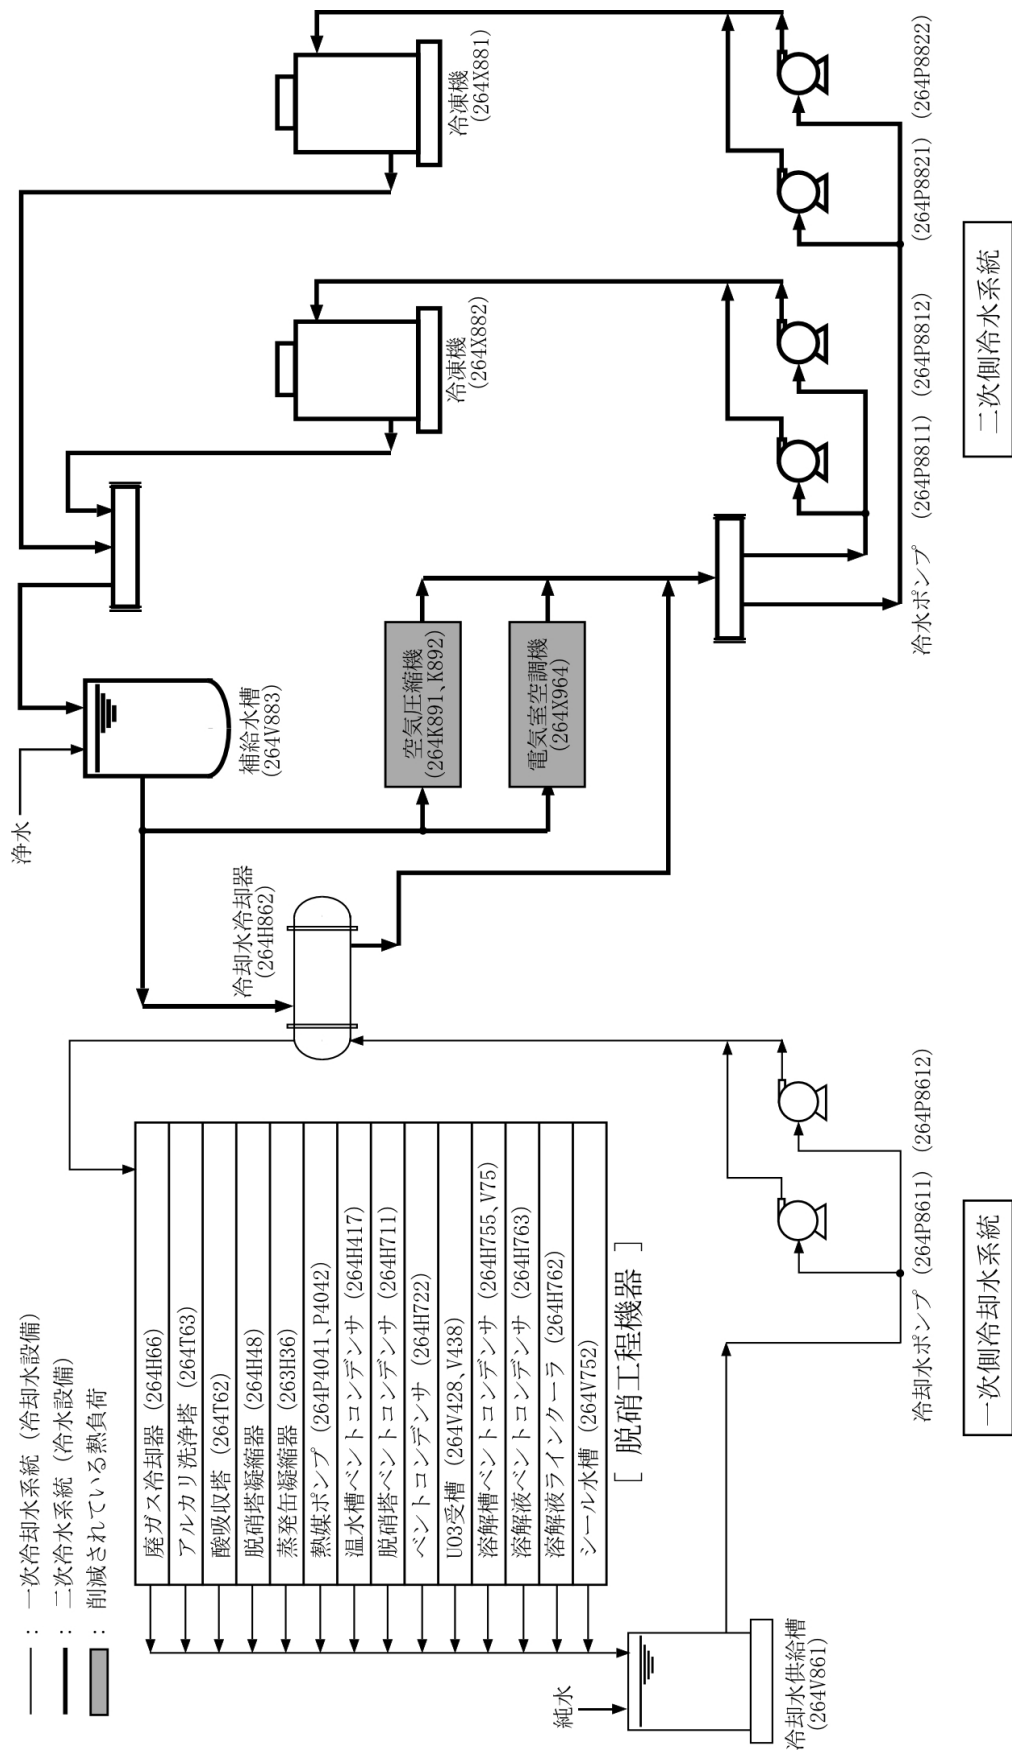 ――― : 一次冷却水系統 (冷却水設備)
━━━ : 二次冷水系統 (冷水設備)
: 削減されている熱負荷
浄水
補給水槽
(264V883)
冷却水冷却器
(264H862)
空気圧縮機
(264K891､K892)
電気室空調機
(264X964)
冷凍機
(264X882)
冷凍機
(264X881)
廃ガス冷却器 (264H66)
アルカリ洗浄塔 (264T63)
酸吸収塔 (264T62)
脱硝塔凝縮器 (264H48)
蒸発缶凝縮器 (263H36)
熱媒ポンプ (264P4041､P4042)
温水槽ベントコンデンサ (264H417)
脱硝塔ベントコンデンサ (264H711)
ベントコンデンサ (264H722)
UO3受槽 (264V428､V438)
溶解槽ベントコンデンサ (264H755､V75)
溶解液ベントコンデンサ (264H763)
溶解液ラインクーラ (264H762)
シール水槽 (264V752)
[ 脱硝工程機器 ]
純水
冷却水供給槽
(264V861)
冷却水ポンプ (264P8611) (264P8612)
冷水ポンプ (264P8811) (264P8812) (264P8821) (264P8822)
一次側冷却水系統
二次側冷水系統